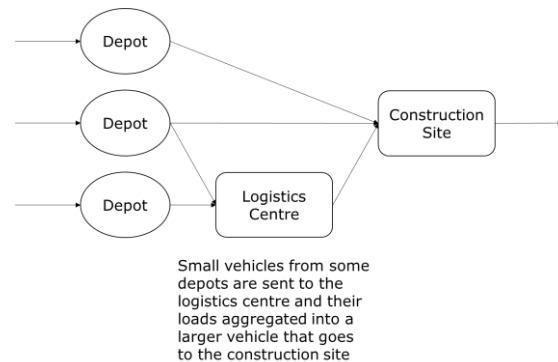 Depot
Depot
Construction
Site
Depot
Logistics
Centre
Small vehicles from some
depots are sent to the
logistics centre and their
loads aggregated into a
larger vehicle that goes
to the construction site